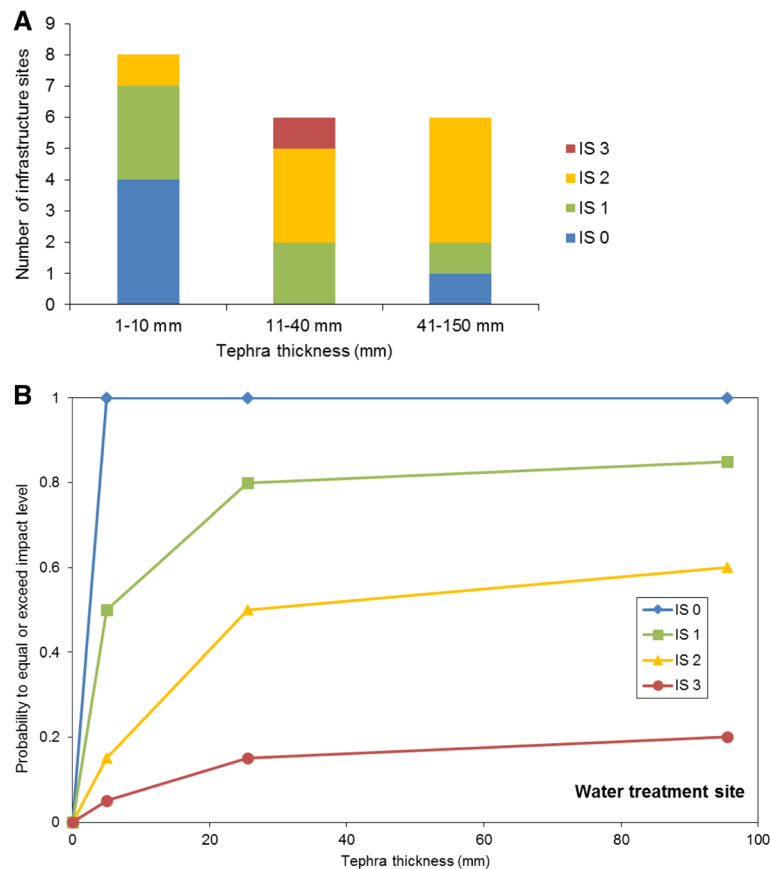 A
Number of infrastructure sites
9
8
7
6
5
4
3
2
1
0
1-10 mm 11-40 mm 41-150 mm
Tephra thickness (mm)
IS 3
IS 2
IS 1
IS 0
B
Probability to equal or exceed impact level
1
0.8
0.6
0.4
0.2
0
0 20 40 60 80 100
Tephra thickness (mm)
IS 0
IS 1
IS 2
IS 3
Water treatment site